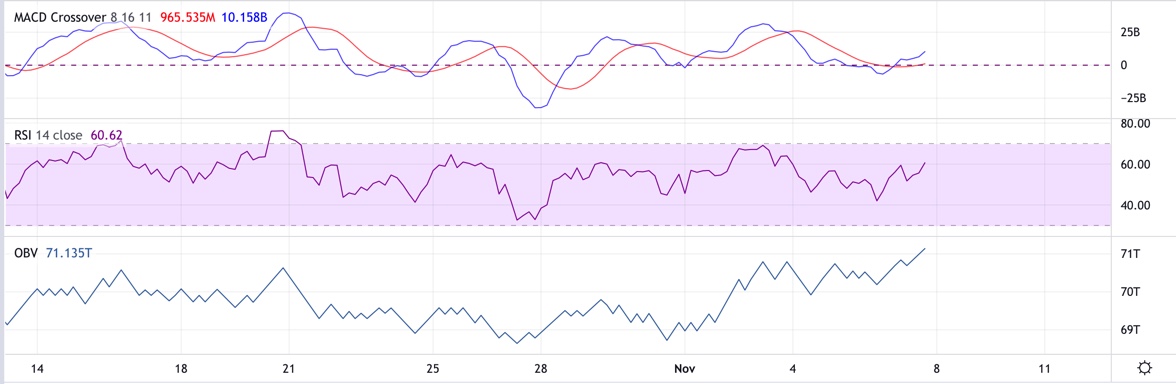 MACD Crossover 8 16 11 965.535M 10.158B
25B
0
−25B
RSI 14 close 60.62
80.00
60.00
40.00
OBV 71.135T
71T
70T
69T
14 18 21 25 28 Nov 4 8 11